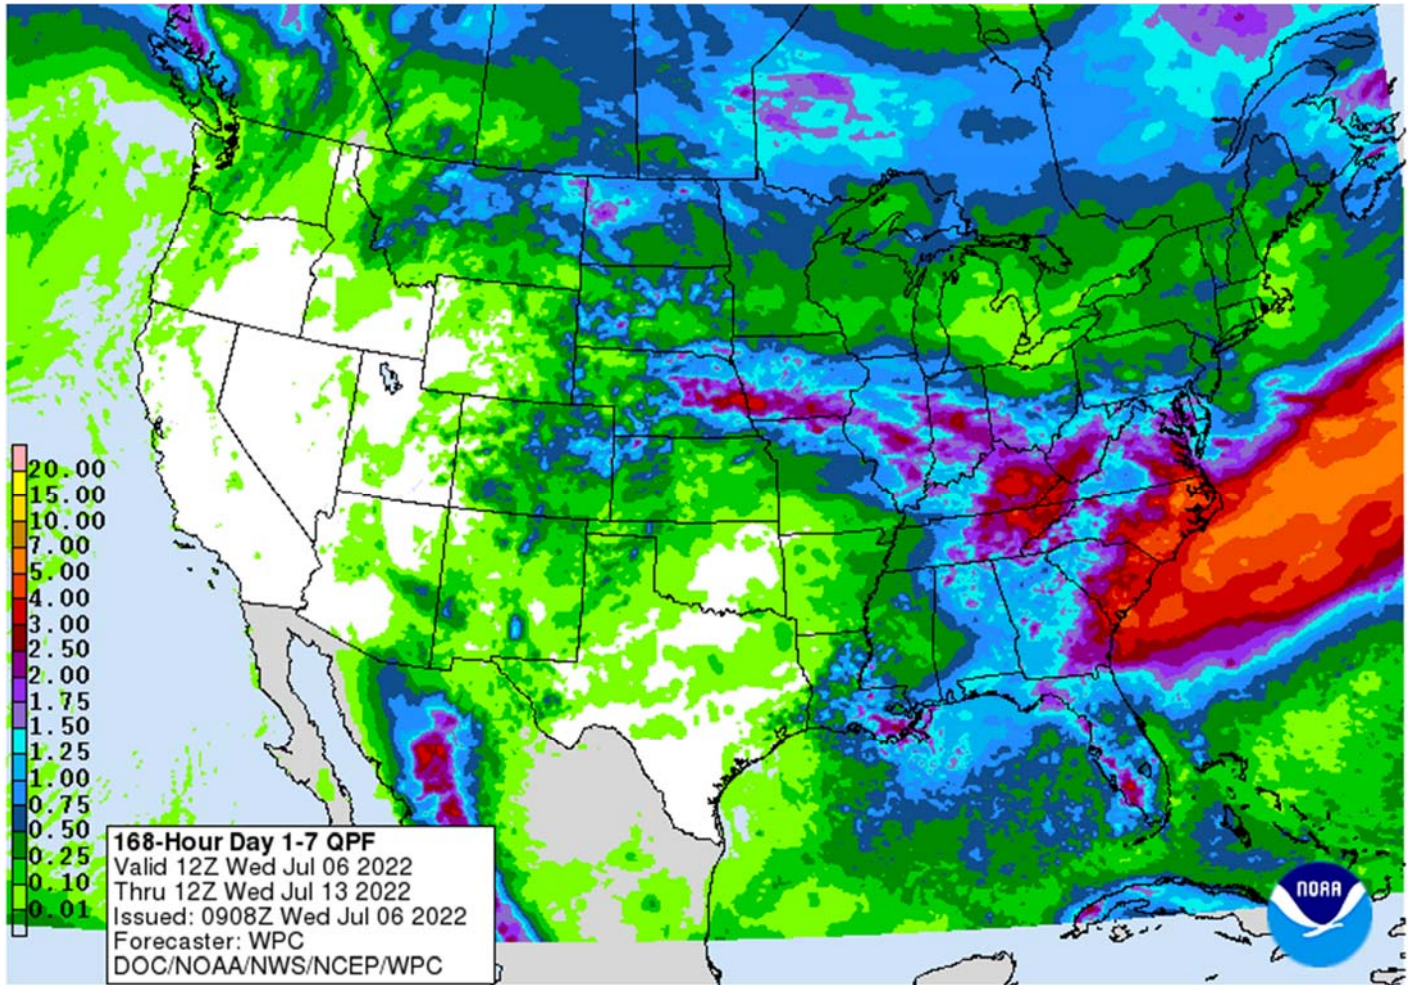 20.00
15.00
10.00
7.00
5.00
4.00
3.00
2.50
2.00
1.75
1.50
1.25
1.00
0.75
0.50
0.25
0.10
0.01
168-Hour Day 1-7 QPF
Valid 12Z Wed Jul 06 2022
Thru 12Z Wed Jul 13 2022
Issued: 0908Z Wed Jul 06 2022
Forecaster: WPC
DOC/NOAA/NWS/NCEP/WPC
NOAA